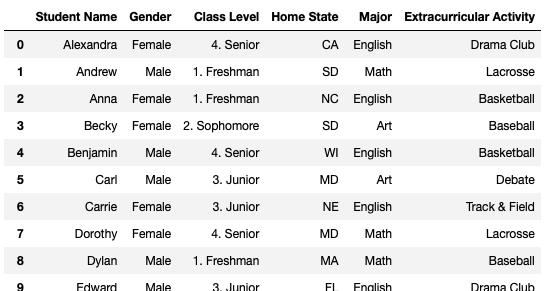 Student Name Gender Class Level Home State Major Extracurricular Activity
0 Alexandra Female 4. Senior CA English Drama Club
1 Andrew Male 1. Freshman SD Math Lacrosse
2 Anna Female 1. Freshman NC English Basketball
3 Becky Female 2. Sophomore SD Art Baseball
4 Benjamin Male 4. Senior WI English Basketball
5 Carl Male 3. Junior MD Art Debate
6 Carrie Female 3. Junior NE English Track & Field
7 Dorothy Female 4. Senior MD Math Lacrosse
8 Dylan Male 1. Freshman MA Math Baseball
9 Edward Male 3. Junior FL English Drama Club